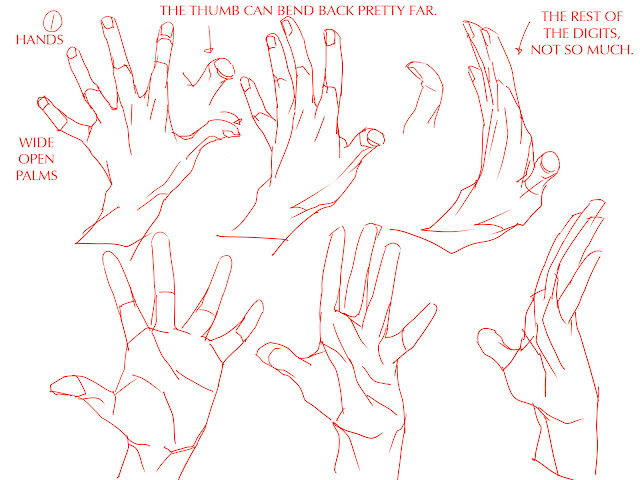 1
HANDS
THE THUMB CAN BEND BACK PRETTY FAR.
THE REST OF
THE DIGITS,
NOT SO MUCH.
WIDE
OPEN
PALMS